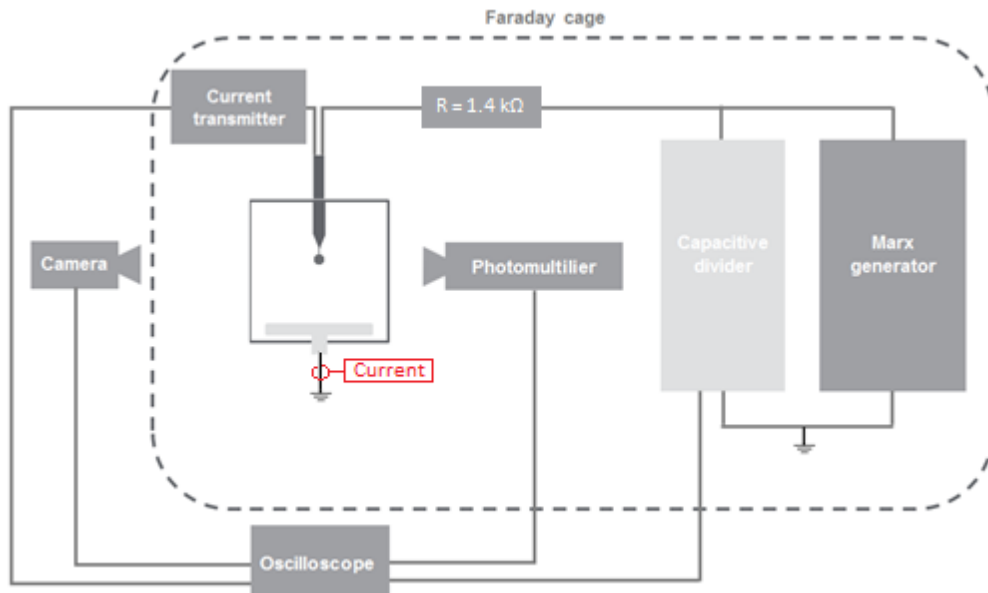 Faraday cage
Current
transmitter
R = 1.4 kΩ
Camera
Photomultilier
Capacitive
divider
Marx
generator
Current
Oscilloscope